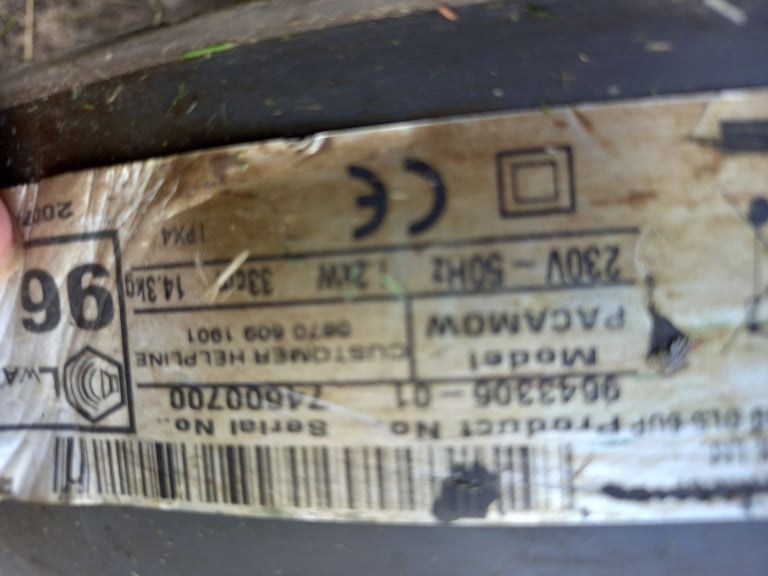 Product No. Serial No..
9643306-01 74600700
Model
PACAMOW
CUSTOMER HELPLINE
0870 609 1901
230V ~ 50Hz 1.2kW 33cm 14.3kg
IPX4
CE
LWA
96
2007